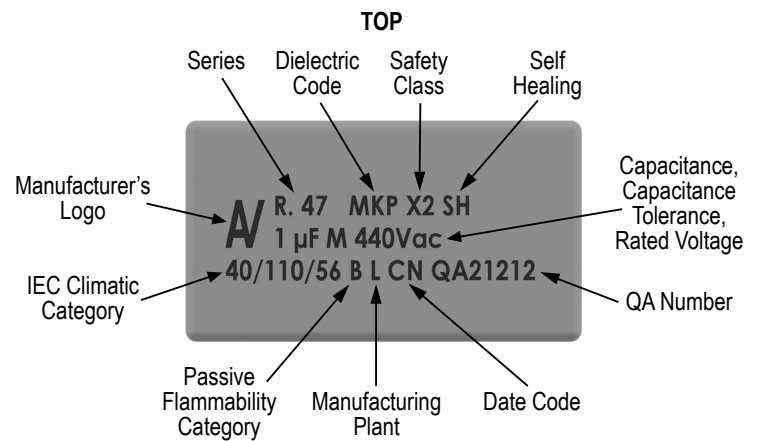 TOP
Series
Dielectric
Code
Safety
Class
Self
Healing
Manufacturer's
Logo
R. 47 MKP X2 SH
1 µF M 440Vac
40/110/56 B L CN QA21212
Capacitance,
Capacitance
Tolerance,
Rated Voltage
IEC Climatic
Category
QA Number
Passive
Flammability
Category
Manufacturing
Plant
Date Code